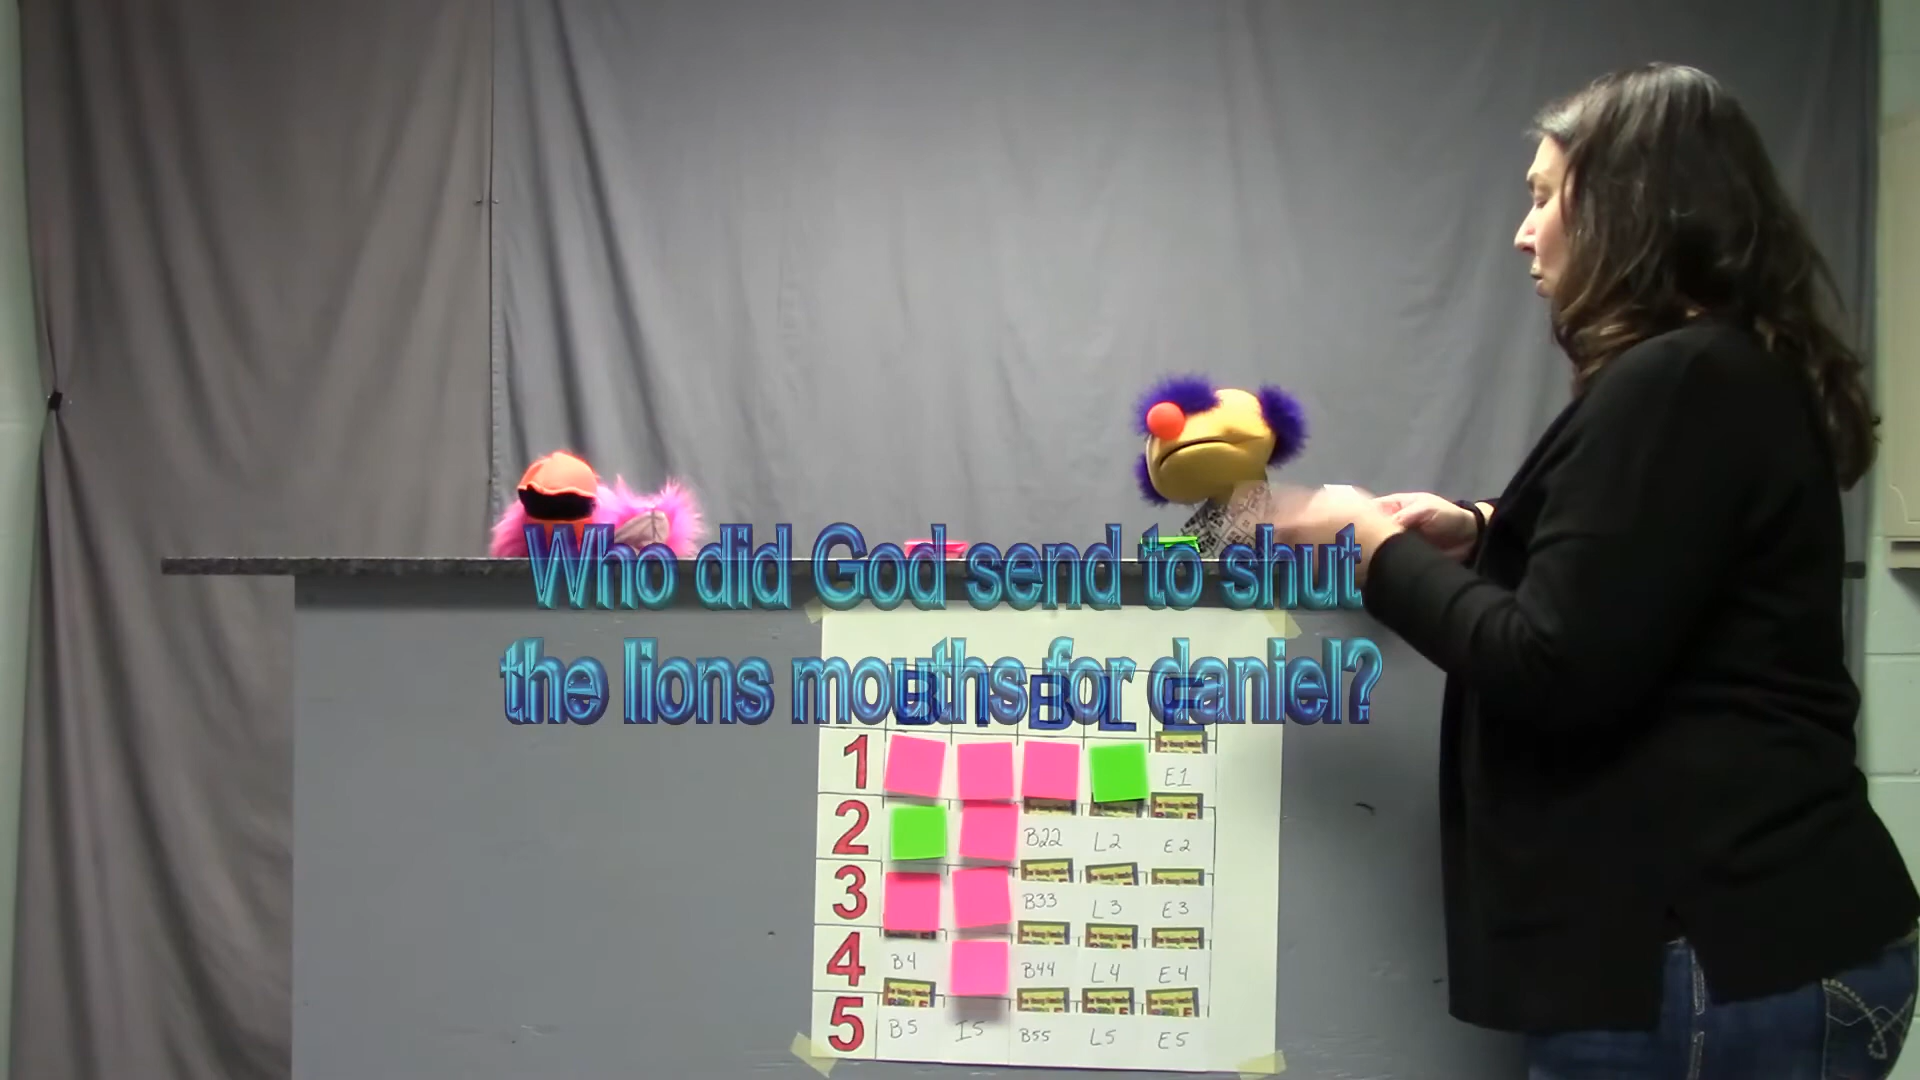 Who did God send to shut
the lions mouths for daniel?
B I B L E
1 E1
2 B22 L2 E2
3 B33 L3 E3
4 B4 B44 L4 E4
5 B5 I5 B55 L5 E5